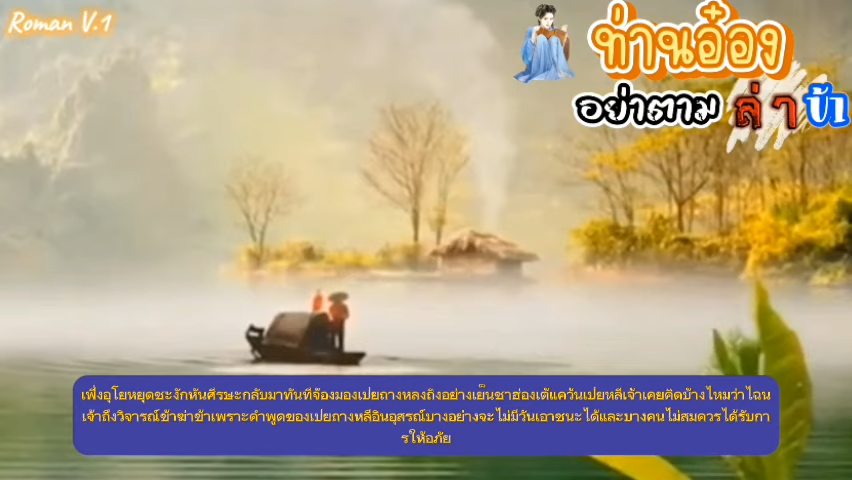 Roman V.1
ท่านอ๋อง
อย่าตาม ล่า ข้า
เฟิ่งอุโยหยุดชะงักหันศีรษะกลับมาทันทีจ้องมองเปยถางหลงถิงอย่างเย็นชาฮ่องเต้แคว้นเปยหลีเจ้าเคยคิดบ้างไหมว่าไฉน
เจ้าถึงวิจารณ์ข้าฆ่าข้าเพราะคำพูดของเปยถางหลีอินอุสรณ์บางอย่างจะไม่มีวันเอาชนะได้และบางคนไม่สมควรได้รับกา
รให้อภัย